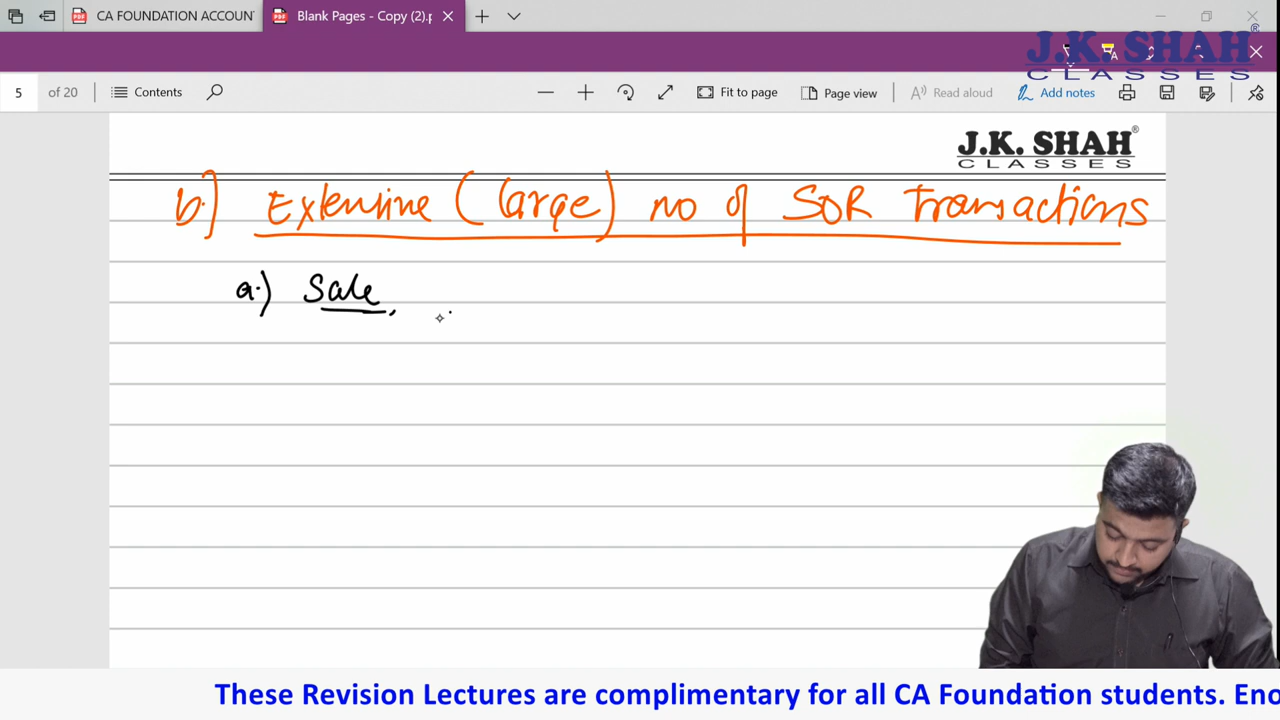 CA FOUNDATION ACCOUN
Blank Pages - Copy (2).p
J.K. SHAH®
CLASSES
5 of 20 Contents Fit to page Page view Read aloud Add notes
J.K. SHAH®
CLASSES
b.) Extensive (large) no of SOR Transactions
a.) Sale,
These Revision Lectures are complimentary for all CA Foundation students. Enc